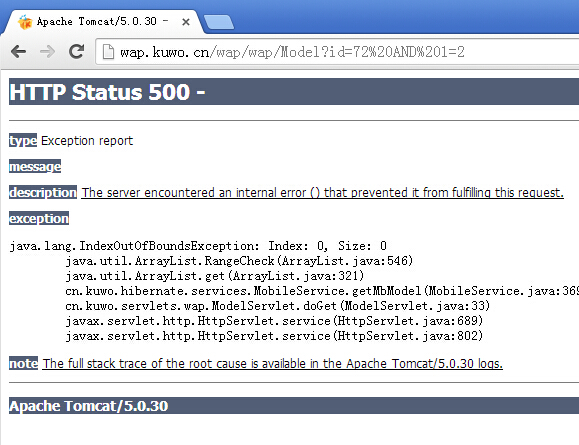 Apache Tomcat/5.0.30 -
wap.kuwo.cn/wap/wap/Model?id=72%20AND%201=2
HTTP Status 500 -
type Exception report
message
description The server encountered an internal error () that prevented it from fulfilling this request.
exception
java.lang.IndexOutOfBoundsException: Index: 0, Size: 0
java.util.ArrayList.RangeCheck(ArrayList.java:546)
java.util.ArrayList.get(ArrayList.java:321)
cn.kuwo.hibernate.services.MobileService.getMbModel(MobileService.java:369
cn.kuwo.servlets.wap.ModelServlet.doGet(ModelServlet.java:33)
javax.servlet.http.HttpServlet.service(HttpServlet.java:689)
javax.servlet.http.HttpServlet.service(HttpServlet.java:802)
note The full stack trace of the root cause is available in the Apache Tomcat/5.0.30 logs.
Apache Tomcat/5.0.30